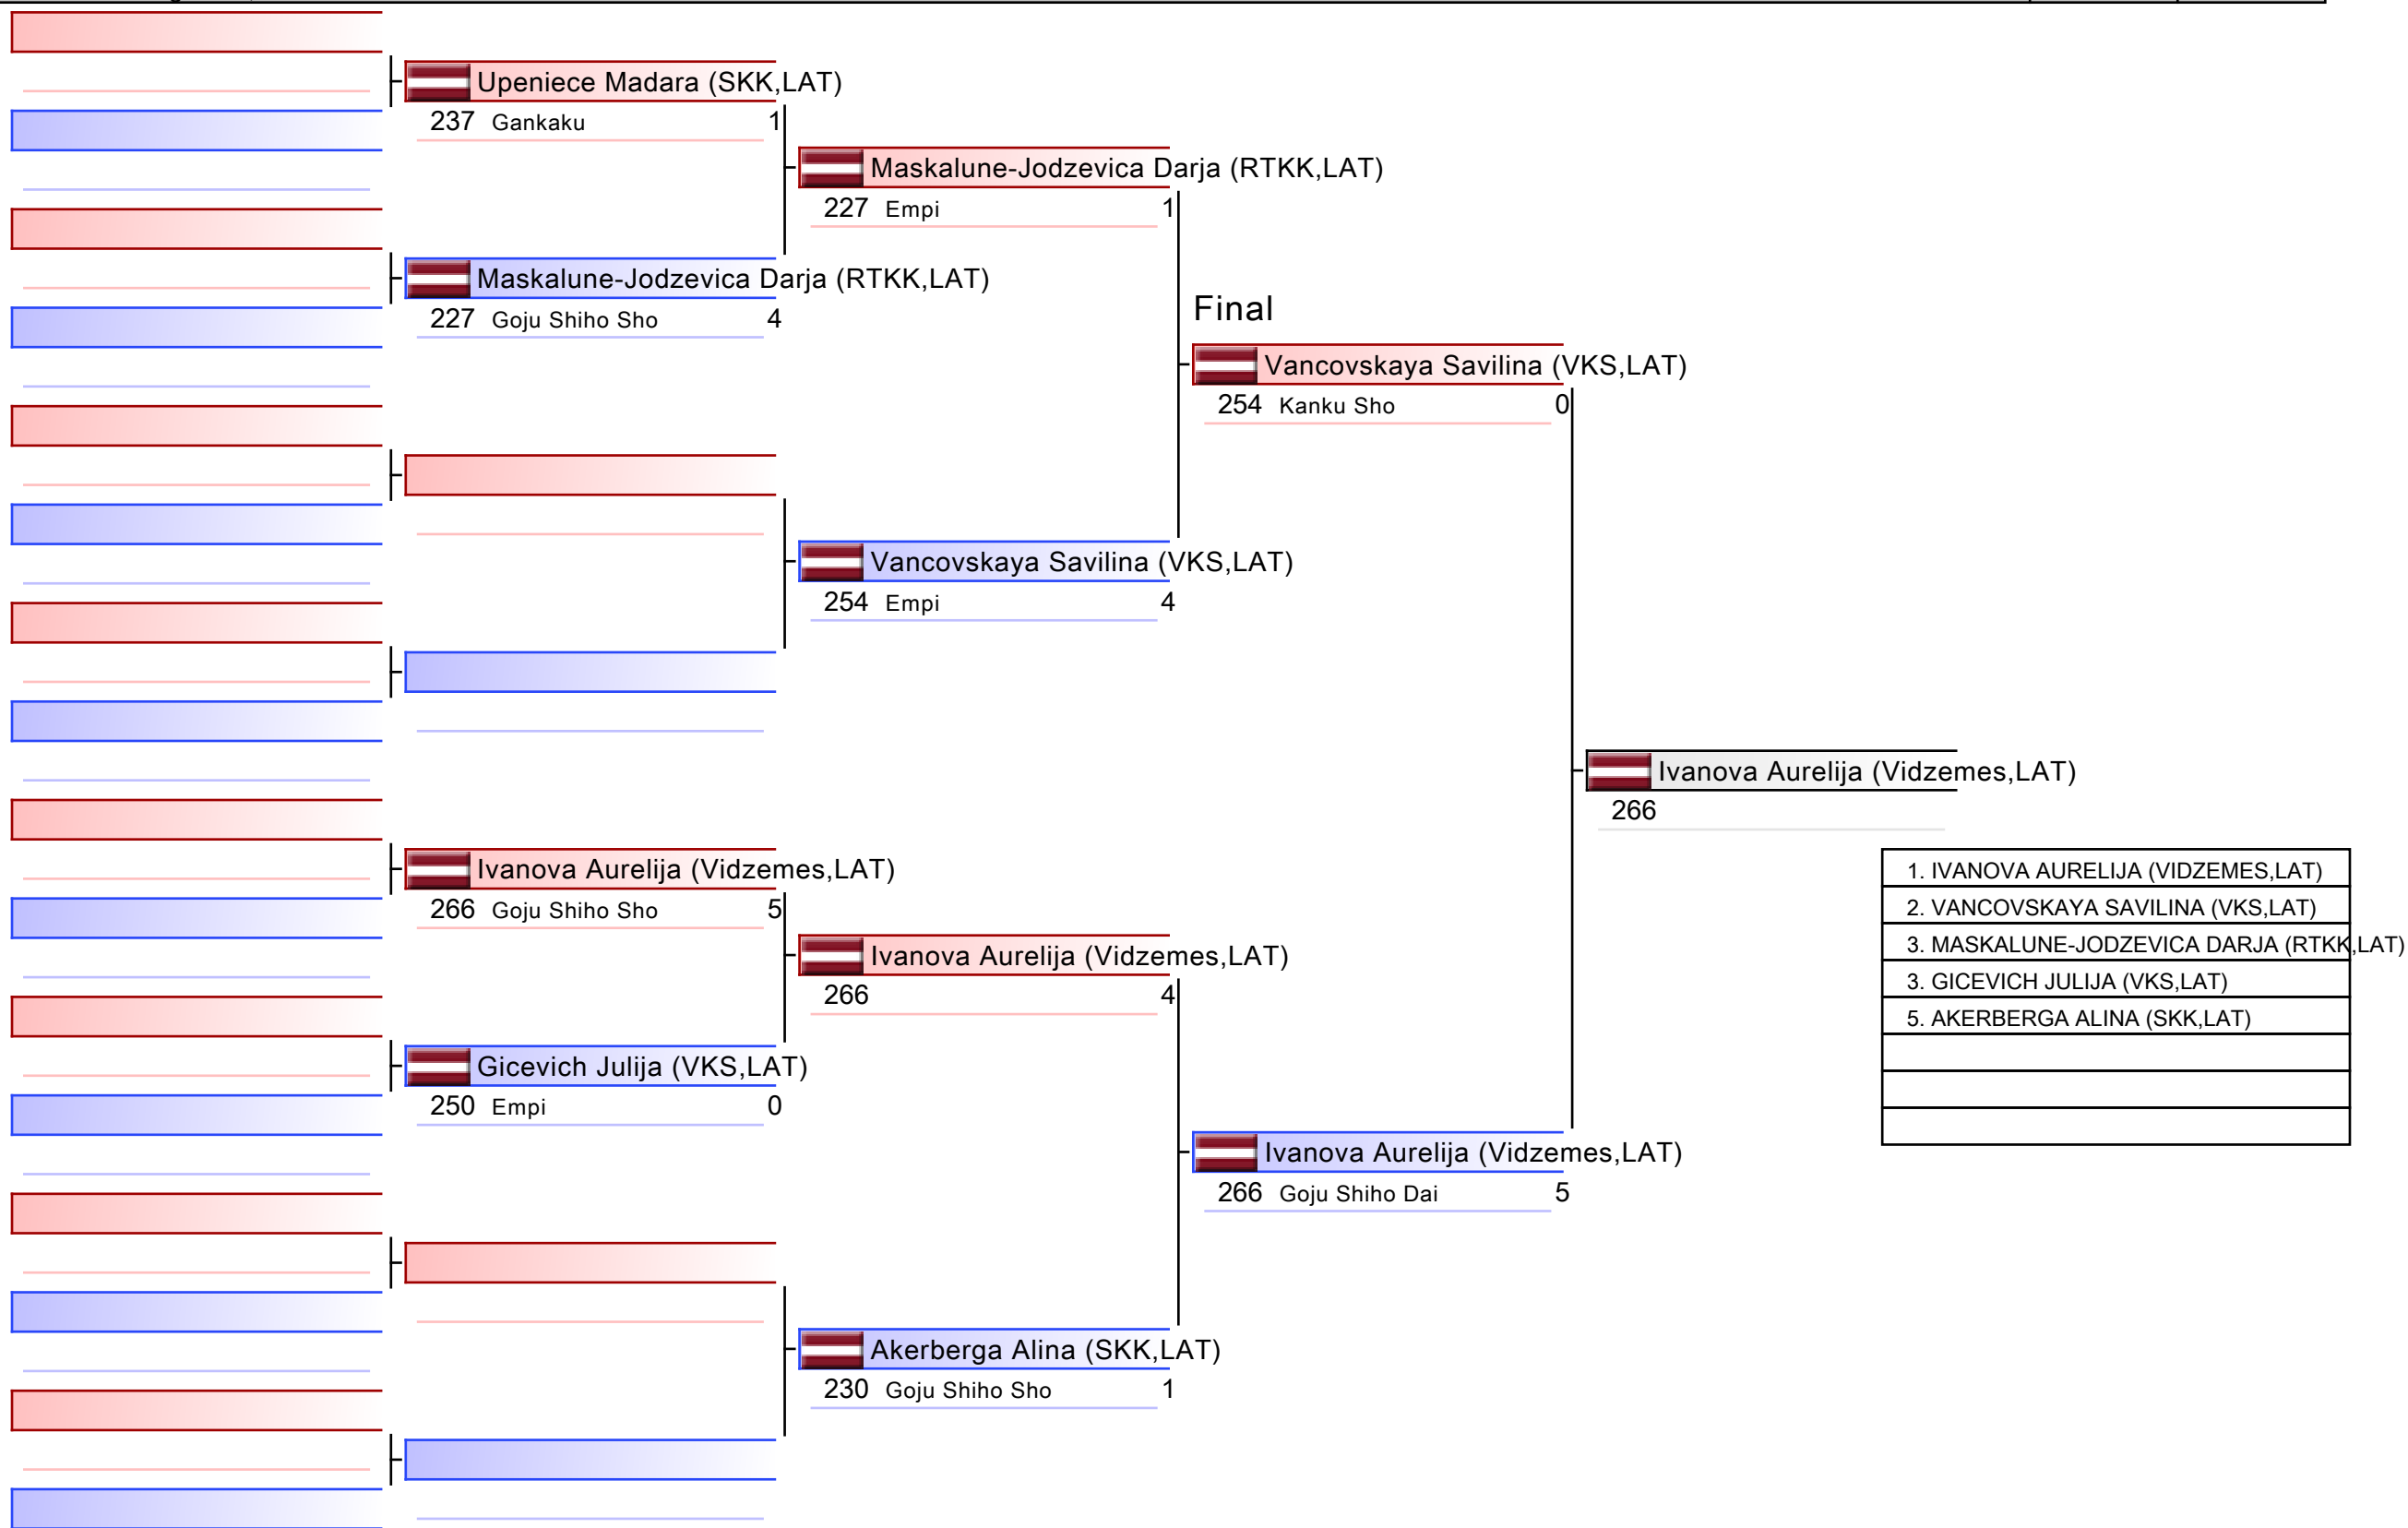 Upeniece Madara (SKK,LAT)
237 Gankaku 1
Maskalune-Jodzevica Darja (RTKK,LAT)
227 Empi 1
Maskalune-Jodzevica Darja (RTKK,LAT)
227 Goju Shiho Sho 4
Final
Vancovskaya Savilina (VKS,LAT)
254 Kanku Sho 0
Vancovskaya Savilina (VKS,LAT)
254 Empi 4
Ivanova Aurelija (Vidzemes,LAT)
266
Ivanova Aurelija (Vidzemes,LAT)
266 Goju Shiho Sho 5
Ivanova Aurelija (Vidzemes,LAT)
266 4
Gicevich Julija (VKS,LAT)
250 Empi 0
Ivanova Aurelija (Vidzemes,LAT)
266 Goju Shiho Dai 5
Akerberga Alina (SKK,LAT)
230 Goju Shiho Sho 1
1. IVANOVA AURELIJA (VIDZEMES,LAT)
2. VANCOVSKAYA SAVILINA (VKS,LAT)
3. MASKALUNE-JODZEVICA DARJA (RTKK,LAT)
3. GICEVICH JULIJA (VKS,LAT)
5. AKERBERGA ALINA (SKK,LAT)